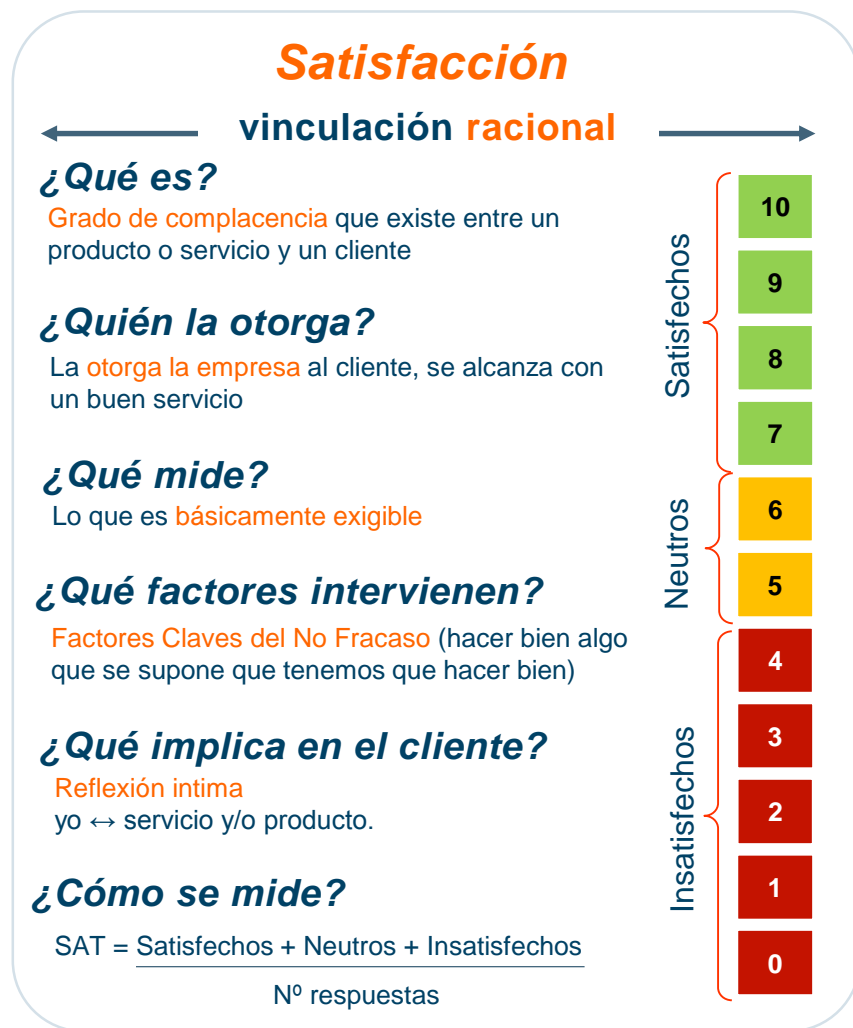 Satisfacción
vinculación racional
¿Qué es?
Grado de complacencia que existe entre un
producto o servicio y un cliente
¿Quién la otorga?
La otorga la empresa al cliente, se alcanza con
un buen servicio
¿Qué mide?
Lo que es básicamente exigible
¿Qué factores intervienen?
Factores Claves del No Fracaso (hacer bien algo
que se supone que tenemos que hacer bien)
¿Qué implica en el cliente?
Reflexión intima
yo ↔ servicio y/o producto.
¿Cómo se mide?
SAT = Satisfechos + Neutros + Insatisfechos
Nº respuestas
Satisfechos
10
9
8
7
Neutros
6
5
Insatisfechos
4
3
2
1
0